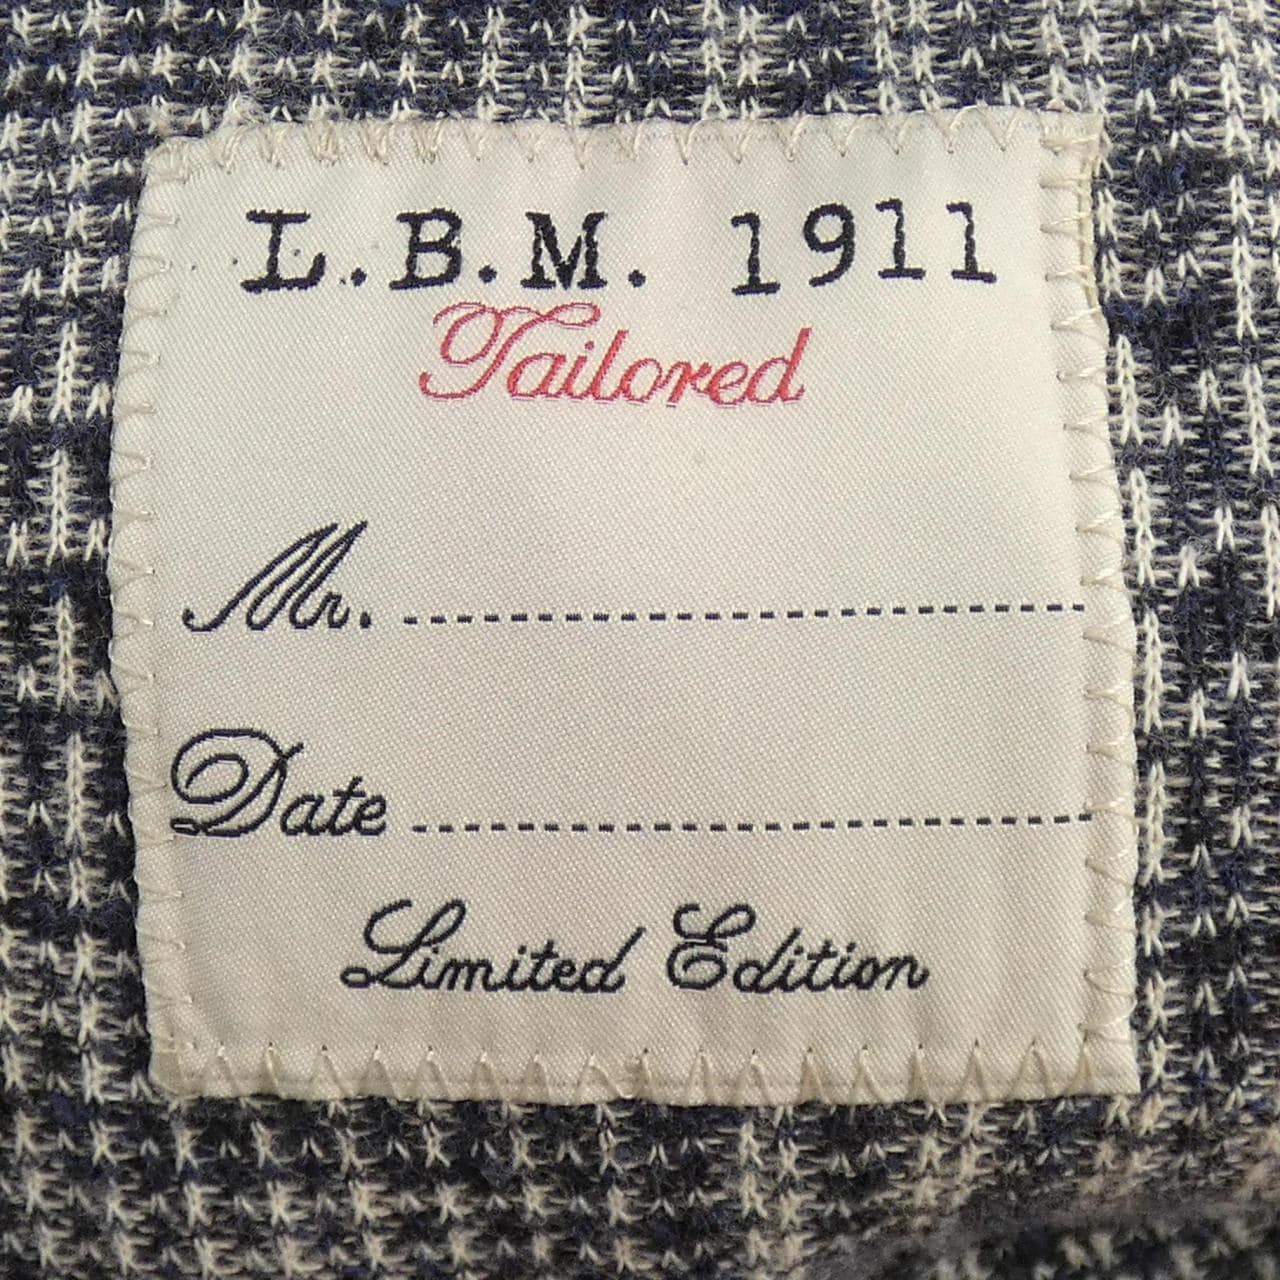 L.B.M. 1911
Tailored
Mr.
Date
Limited Edition